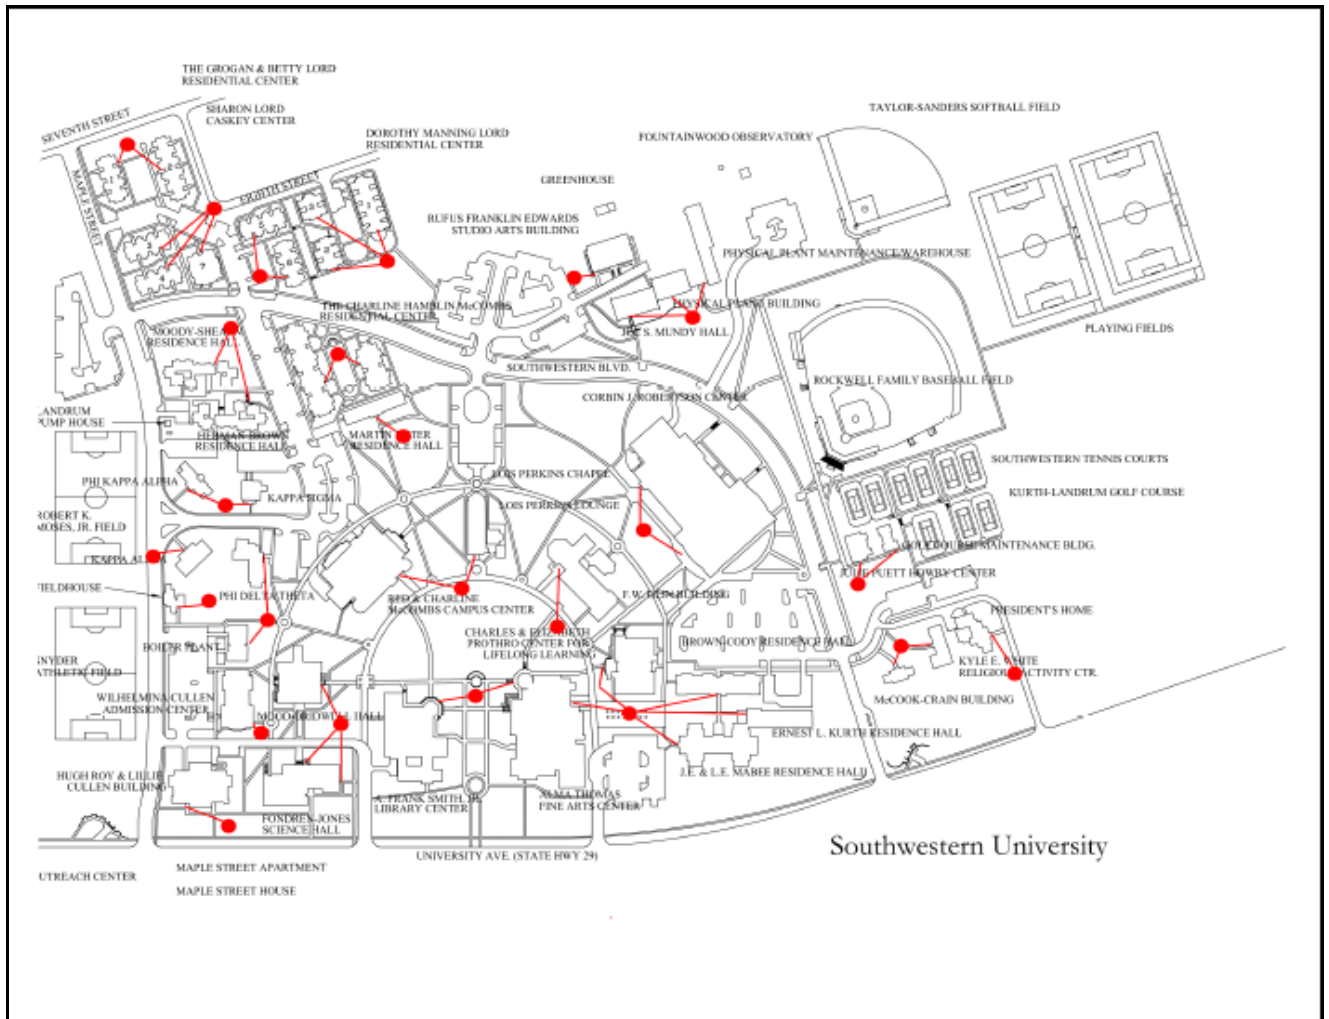 THE GROGAN & BETTY LORD
RESIDENTIAL CENTER
SEVENTH STREET
SHARON LORD
CASKEY CENTER
TAYLOR-SANDERS SOFTBALL FIELD
DOROTHY MANNING LORD
RESIDENTIAL CENTER
FOUNTAINWOOD OBSERVATORY
MAPLE STREET
EIGHTH STREET
GREENHOUSE
RUFUS FRANKLIN EDWARDS
STUDIO ARTS BUILDING
PHYSICAL PLANT MAINTENANCE/WAREHOUSE
THE CHARLINE HAMBLIN McCOMBS
RESIDENTIAL CENTER
PHYSICAL PLANT BUILDING
MOODY-SHEARN
RESIDENCE HALL
JOE S. MUNDY HALL
PLAYING FIELDS
SOUTHWESTERN BLVD.
ROCKWELL FAMILY BASEBALL FIELD
CORBIN J. ROBERTSON CENTER
LANDRUM
PUMP HOUSE
HERMAN BROWN
RESIDENCE HALL
MARTIN RUTER
RESIDENCE HALL
SOUTHWESTERN TENNIS COURTS
LOIS PERKINS CHAPEL
PHI KAPPA ALPHA
KAPPA SIGMA
KURTH-LANDRUM GOLF COURSE
LOIS PERKINS LOUNGE
ROBERT K.
MOSES, JR. FIELD
GOLF COURSE MAINTENANCE BLDG.
KAPPA ALPHA
JULIE PUETT HOWRY CENTER
FIELDHOUSE
PHI DELTA THETA
RED & CHARLINE
McCOMBS CAMPUS CENTER
F.W. OLIN BUILDING
PRESIDENT'S HOME
CHARLES & ELIZABETH
PROTHRO CENTER FOR
LIFELONG LEARNING
BROWN-CODY RESIDENCE HALL
BOILER PLANT
SNYDER
ATHLETIC FIELD
KYLE E. WHITE
RELIGIOUS ACTIVITY CTR.
WILHELMINA CULLEN
ADMISSION CENTER
McCOOK-CRAIN BUILDING
MOOD-BRIDWELL HALL
ERNEST L. KURTH RESIDENCE HALL
J.E. & L.E. MABEE RESIDENCE HALL
HUGH ROY & LILLIE
CULLEN BUILDING
A. FRANK SMITH, JR.
LIBRARY CENTER
ALMA THOMAS
FINE ARTS CENTER
FONDREN-JONES
SCIENCE HALL
Southwestern University
UNIVERSITY AVE. (STATE HWY 29)
MAPLE STREET APARTMENT
UTREACH CENTER
MAPLE STREET HOUSE